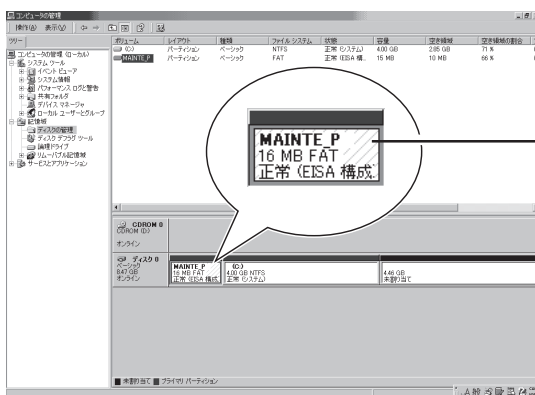 コンピュータの管理
操作(A) 表示(V)
ツリー
コンピュータの管理 (ローカル)
システム ツール
イベント ビューア
システム情報
パフォーマンス ログと警告
共有フォルダ
デバイス マネージャ
ローカル ユーザーとグループ
記憶域
ディスクの管理
ディスク デフラグ ツール
論理ドライブ
リムーバブル記憶域
サービスとアプリケーション
ボリューム レイアウト 種類 ファイル システム 状態 容量 空き領域 空き領域の割合
(C:) パーティション ベーシック NTFS 正常 (システム) 4.00 GB 2.85 GB 71 %
MAINTE_P パーティション ベーシック FAT 正常 (EISA 構... 15 MB 10 MB 66 %
MAINTE_P
16 MB FAT
正常 (EISA 構成
CDROM 0
CDROM (D:)
オンライン
ディスク 0
ベーシック
8.47 GB
オンライン
MAINTE_P
16 MB FAT
正常 (EISA 構成
(C:)
4.00 GB NTFS
正常 (システム)
4.46 GB
未割り当て
未割り当て プライマリ パーティション
A 般